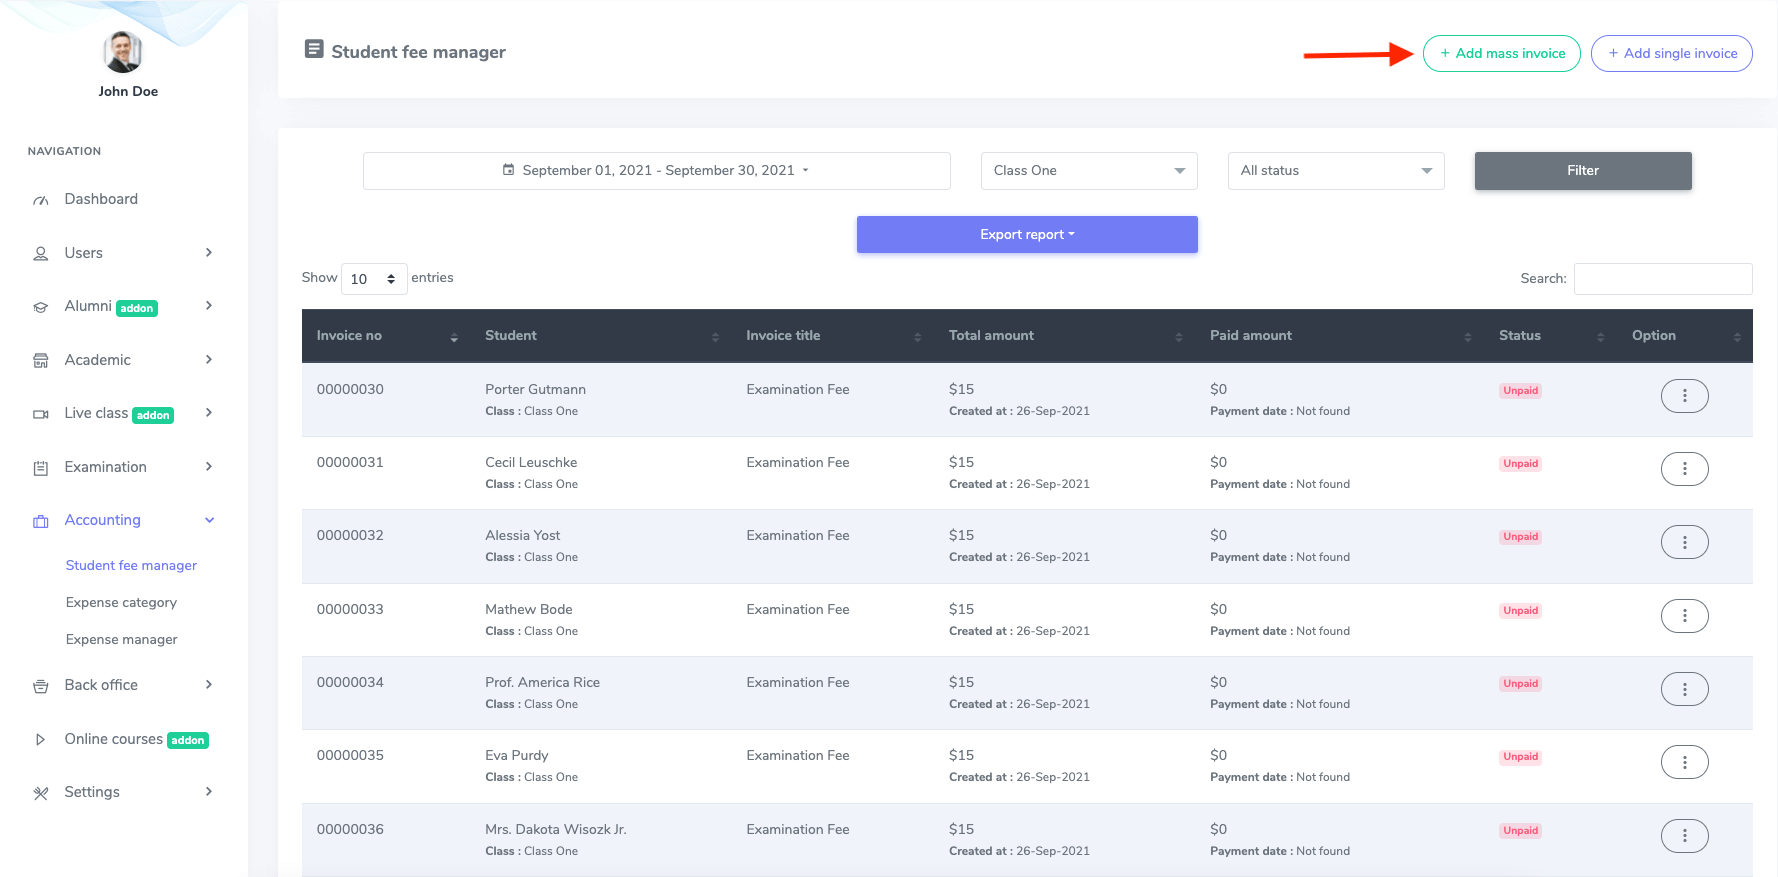 John Doe
NAVIGATION
Dashboard
Users
Alumni addon
Academic
Live class addon
Examination
Accounting
Student fee manager
Expense category
Expense manager
Back office
Online courses addon
Settings
Student fee manager
+ Add mass invoice
+ Add single invoice
September 01, 2021 - September 30, 2021
Class One
All status
Filter
Export report
Show 10 entries
Search:
Invoice no Student Invoice title Total amount Paid amount Status Option
00000030 Porter Gutmann Examination Fee $15 $0 Unpaid
Class : Class One Created at : 26-Sep-2021 Payment date : Not found
00000031 Cecil Leuschke Examination Fee $15 $0 Unpaid
Class : Class One Created at : 26-Sep-2021 Payment date : Not found
00000032 Alessia Yost Examination Fee $15 $0 Unpaid
Class : Class One Created at : 26-Sep-2021 Payment date : Not found
00000033 Mathew Bode Examination Fee $15 $0 Unpaid
Class : Class One Created at : 26-Sep-2021 Payment date : Not found
00000034 Prof. America Rice Examination Fee $15 $0 Unpaid
Class : Class One Created at : 26-Sep-2021 Payment date : Not found
00000035 Eva Purdy Examination Fee $15 $0 Unpaid
Class : Class One Created at : 26-Sep-2021 Payment date : Not found
00000036 Mrs. Dakota Wisozk Jr. Examination Fee $15 $0 Unpaid
Class : Class One Created at : 26-Sep-2021 Payment date : Not found